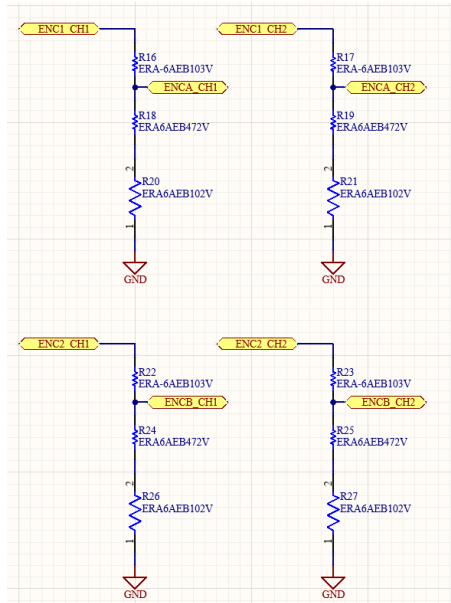 ENC1_CH1 ENC1_CH2
R16 R17
ERA-6AEB103V ERA-6AEB103V
ENCA_CH1 ENCA_CH2
R18 R19
ERA6AEB472V ERA6AEB472V
2 2
R20 R21
ERA6AEB102V ERA6AEB102V
1 1
GND GND
ENC2_CH1 ENC2_CH2
R22 R23
ERA-6AEB103V ERA-6AEB103V
ENCB_CH1 ENCB_CH2
R24 R25
ERA6AEB472V ERA6AEB472V
2 2
R26 R27
ERA6AEB102V ERA6AEB102V
1 1
GND GND